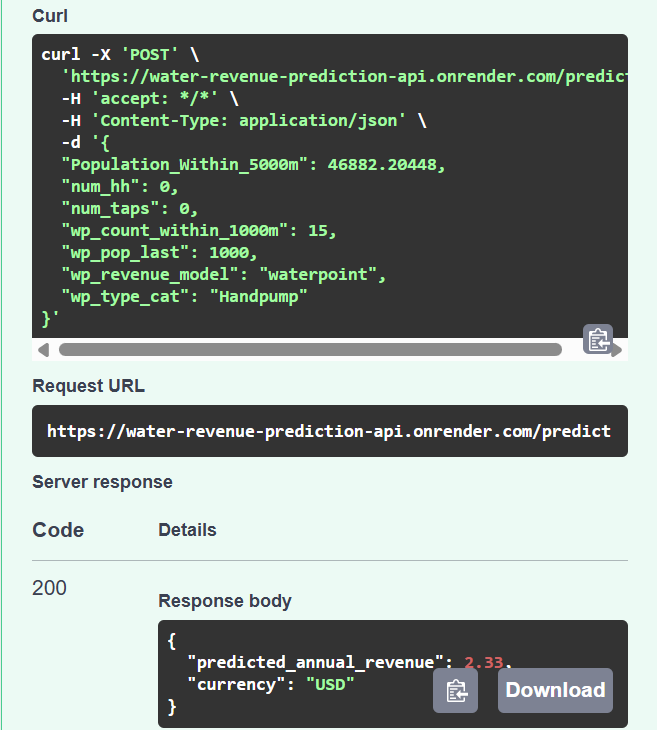 Curl
curl -X 'POST' \
'https://water-revenue-prediction-api.onrender.com/predict
-H 'accept: */*' \
-H 'Content-Type: application/json' \
-d '{
"Population_Within_5000m": 46882.20448,
"num_hh": 0,
"num_taps": 0,
"wp_count_within_1000m": 15,
"wp_pop_last": 1000,
"wp_revenue_model": "waterpoint",
"wp_type_cat": "Handpump"
}'
Request URL
https://water-revenue-prediction-api.onrender.com/predict
Server response
Code Details
200
Response body
{
"predicted_annual_revenue": 2.33,
"currency": "USD"
}
Download